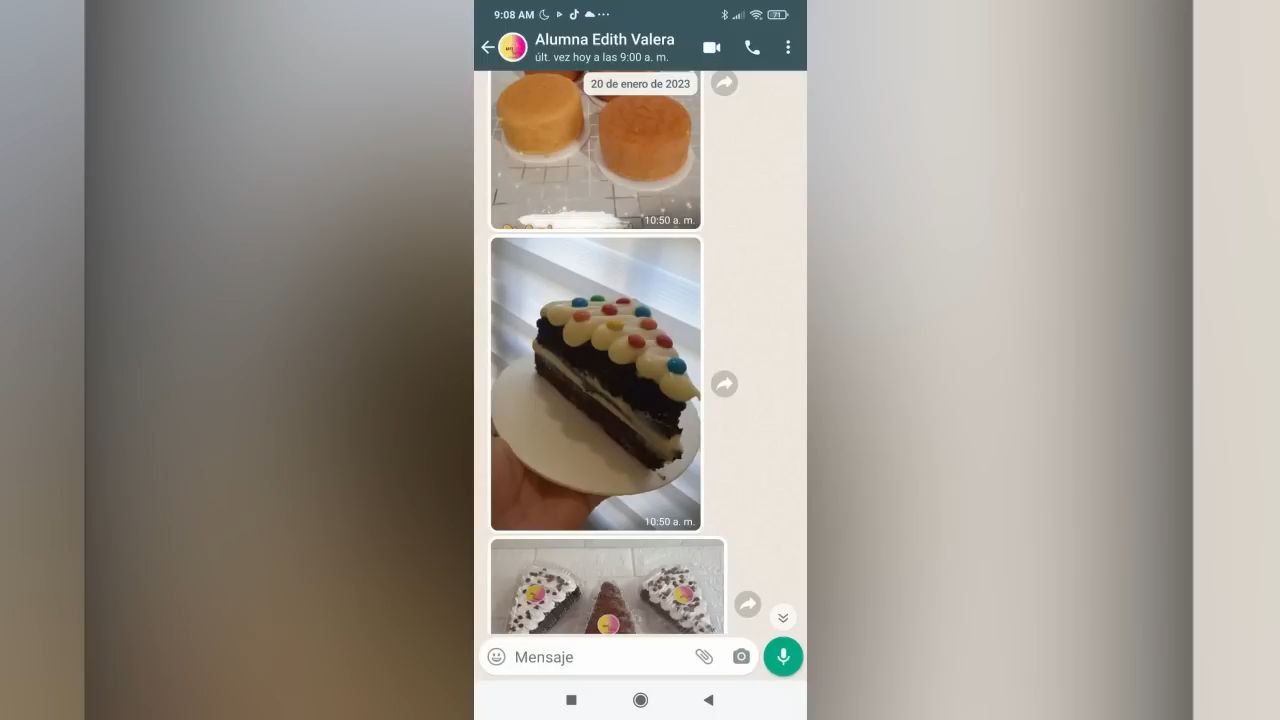 9:08 AM
71
Alumna Edith Valera
últ. vez hoy a las 9:00 a. m.
20 de enero de 2023
10:50 a. m.
10:50 a. m.
Mensaje